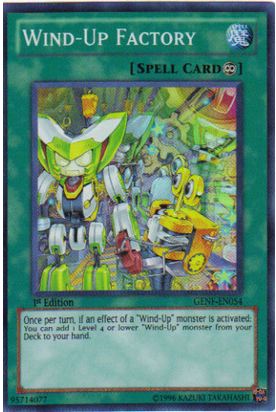 WIND-UP FACTORY
魔
[SPELL CARD]
1st Edition
GENF-EN054
Once per turn, if an effect of a "Wind-Up" monster is activated:
You can add 1 Level 4 or lower "Wind-Up" monster from your
Deck to your hand.
95714077
©1996 KAZUKI TAKAHASHI